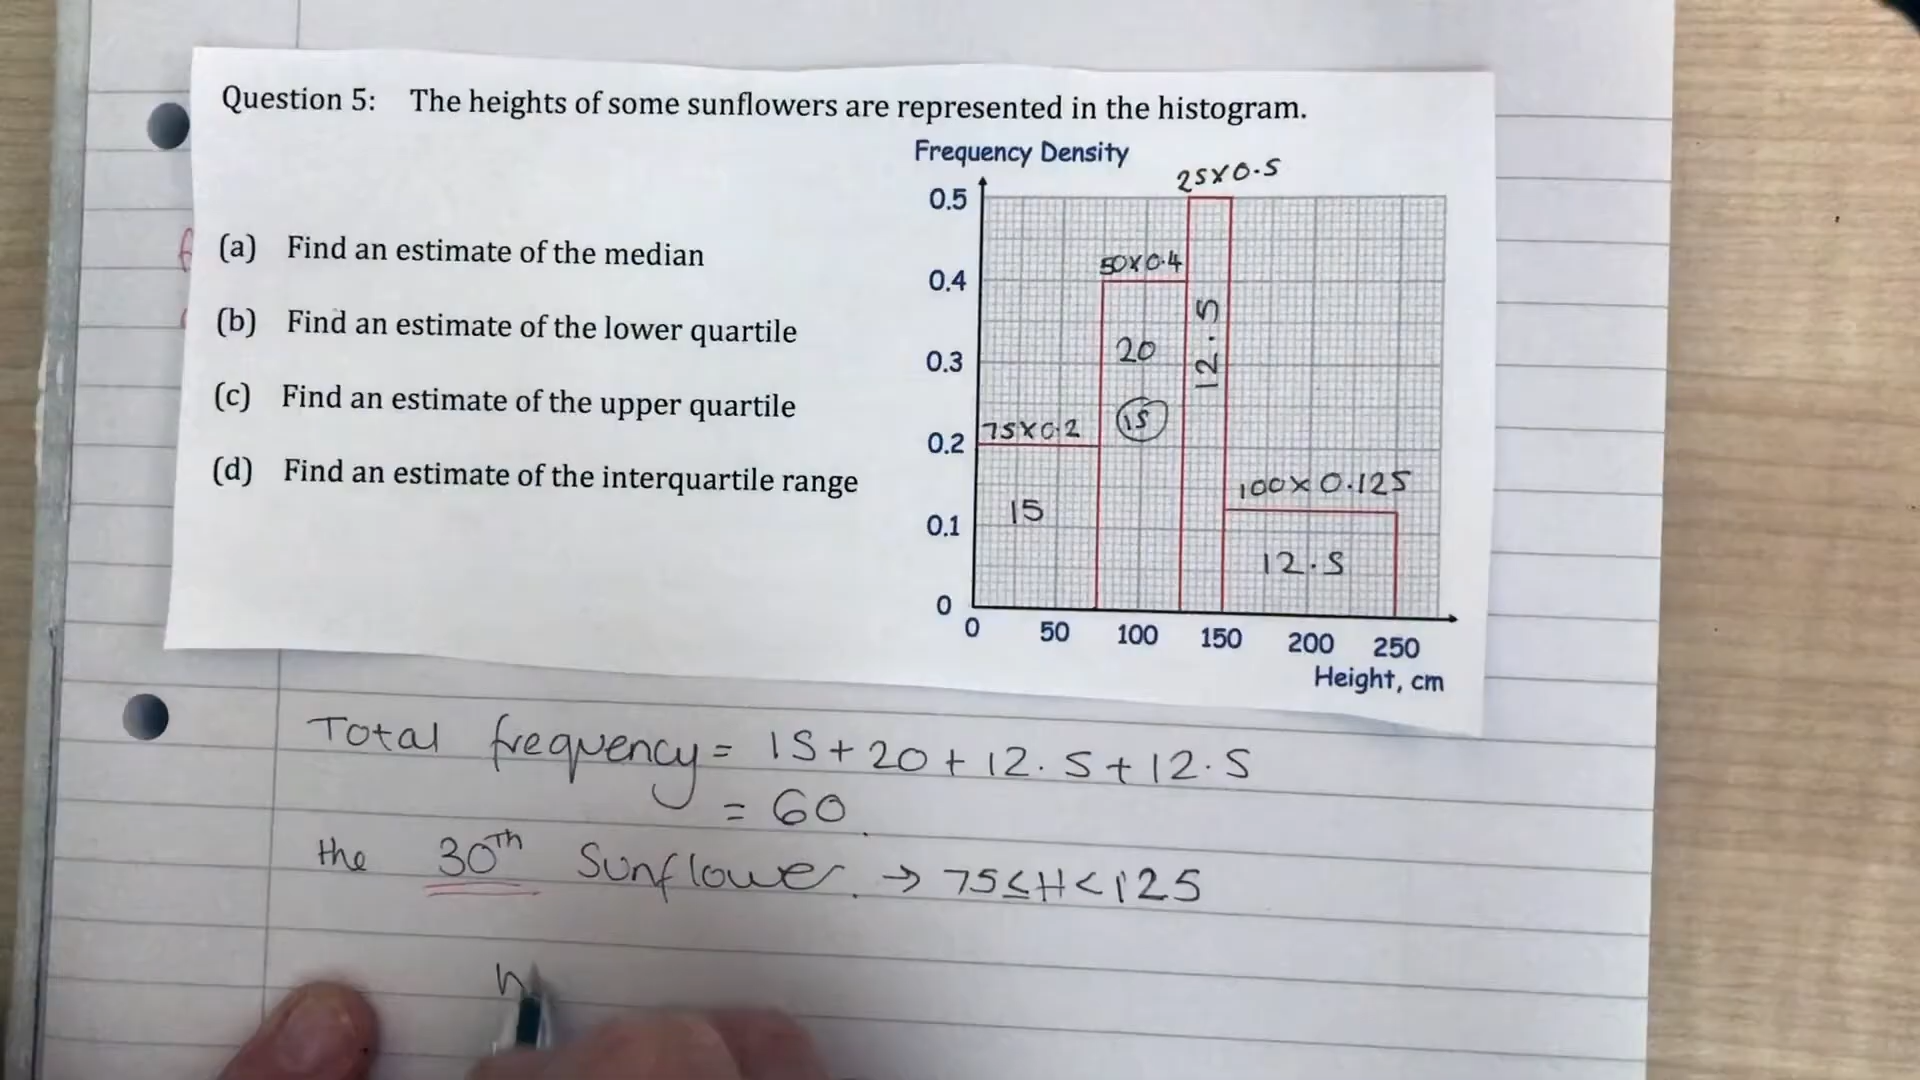 Question 5: The heights of some sunflowers are represented in the histogram.
(a) Find an estimate of the median
(b) Find an estimate of the lower quartile
(c) Find an estimate of the upper quartile
(d) Find an estimate of the interquartile range
Frequency Density
25×0.5
0.5
50×0.4
0.4
12.5
20
0.3
15
75×0.2
0.2
100×0.125
15
0.1
12.5
0
0 50 100 150 200 250
Height, cm
Total frequency = 15+20+12.5+12.5
= 60.
the 30Th Sunflower. → 75≤H<125